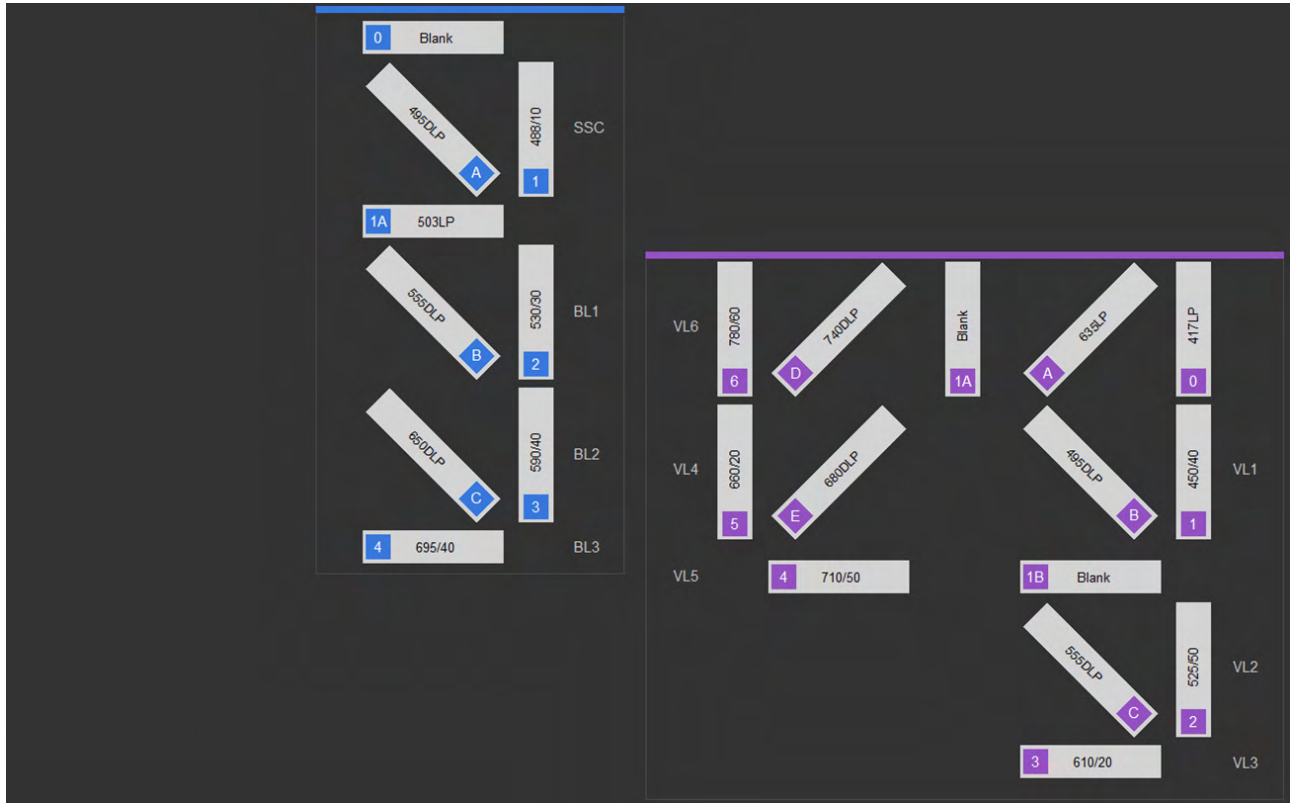 0 Blank
495DLP
A
488/10
1
SSC
1A 503LP
555DLP
B
530/30
2
BL1
650DLP
C
590/40
3
BL2
4 695/40
BL3
VL6
780/60
6
740DLP
D
Blank
1A
635LP
A
417LP
0
VL4
660/20
5
680DLP
E
495DLP
B
450/40
1
VL1
VL5
4 710/50
1B Blank
555DLP
C
525/50
2
VL2
3 610/20
VL3